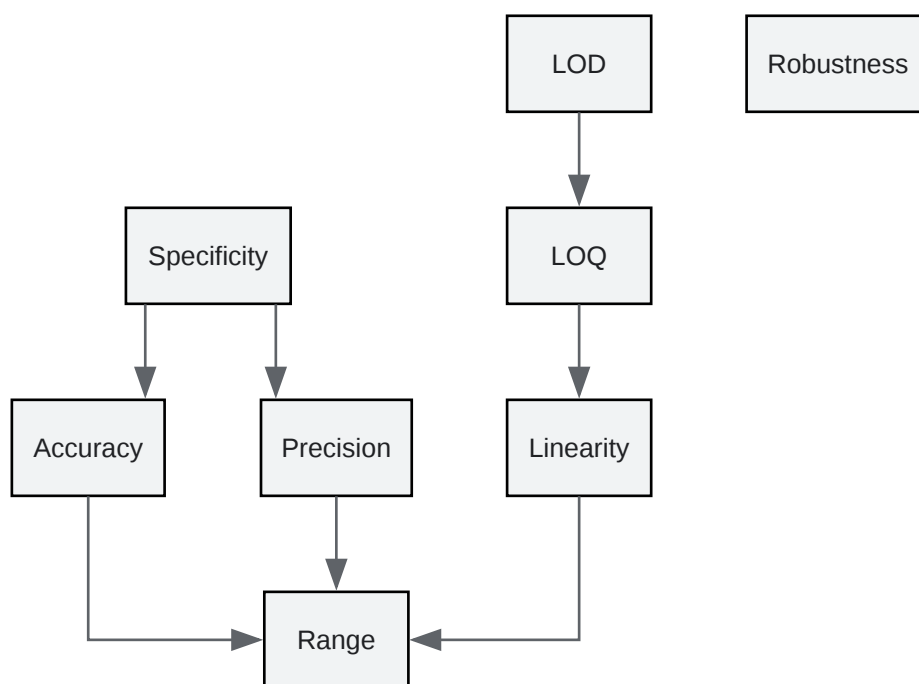 LOD
Robustness
Specificity
LOQ
Accuracy
Precision
Linearity
Range